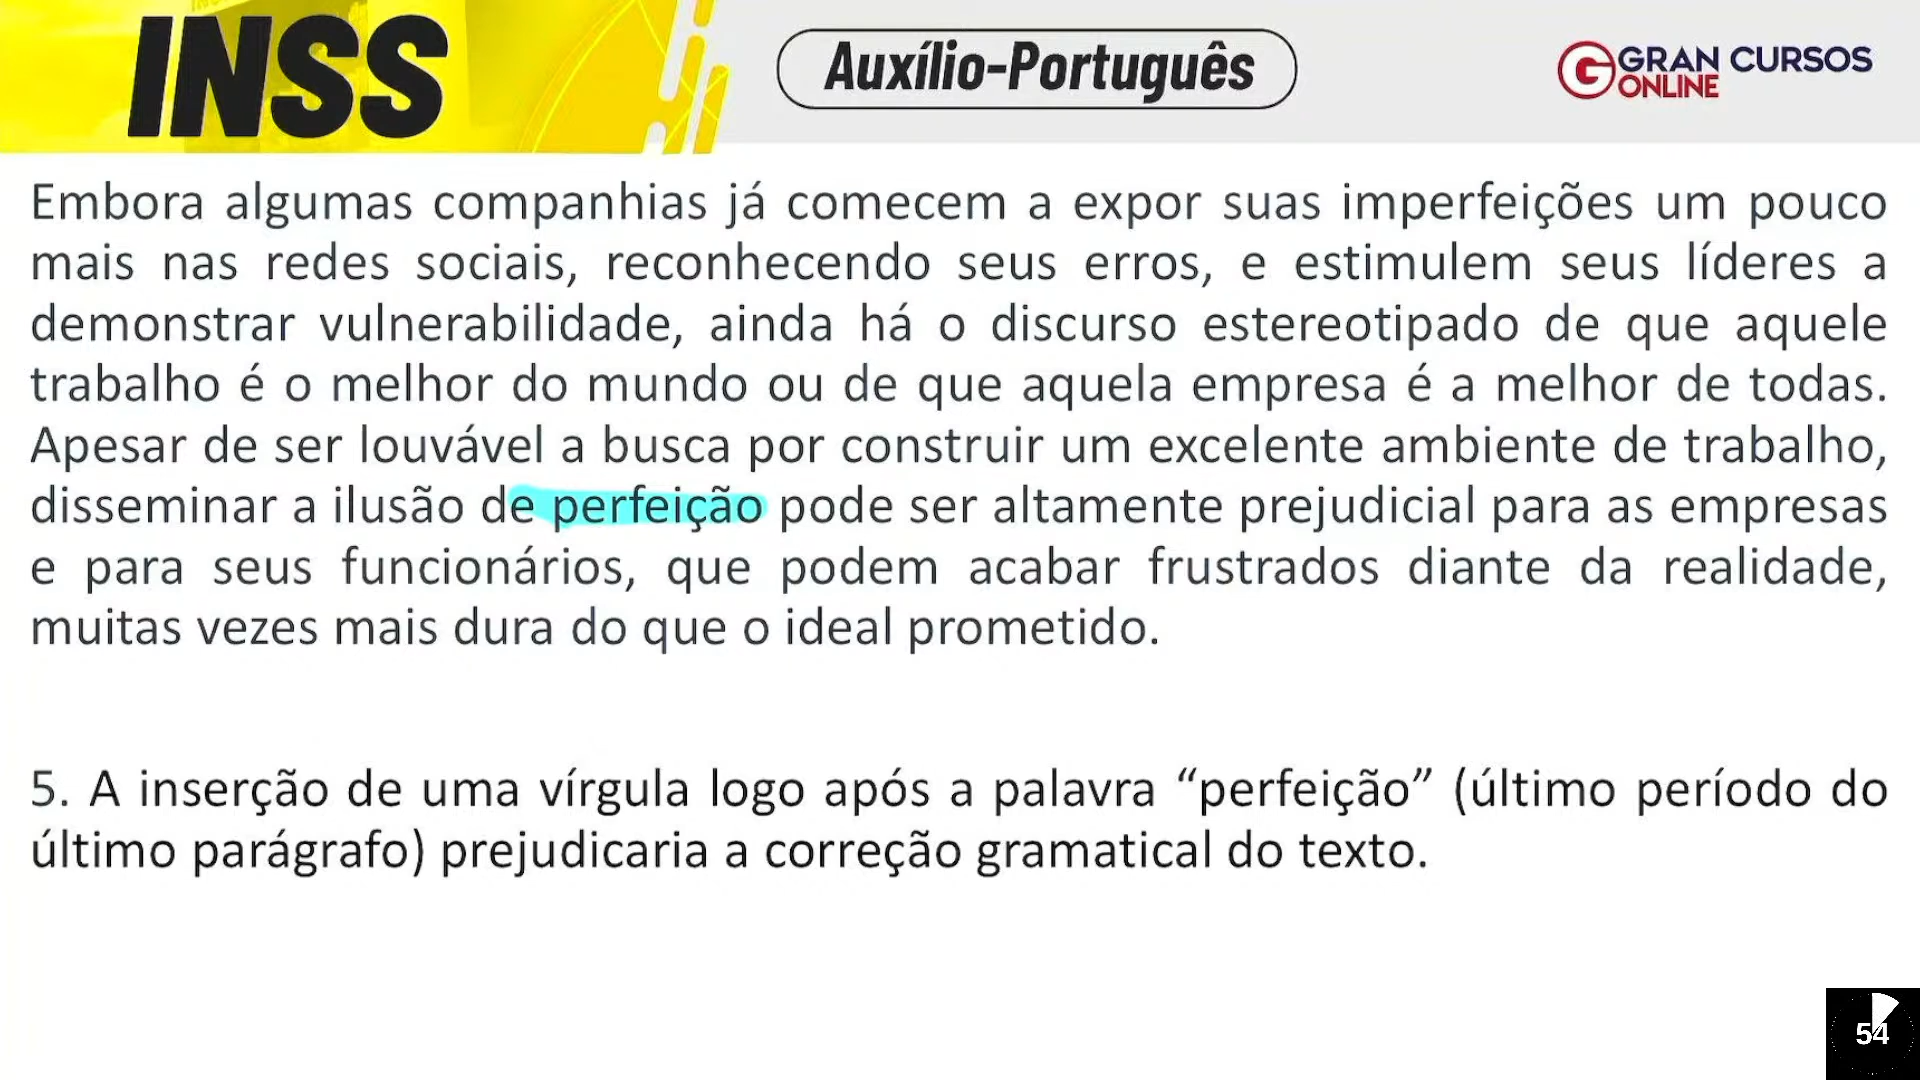 INSS
Auxílio-Português
GRAN CURSOS
ONLINE
Embora algumas companhias já comecem a expor suas imperfeições um pouco
mais nas redes sociais, reconhecendo seus erros, e estimulem seus líderes a
demonstrar vulnerabilidade, ainda há o discurso estereotipado de que aquele
trabalho é o melhor do mundo ou de que aquela empresa é a melhor de todas.
Apesar de ser louvável a busca por construir um excelente ambiente de trabalho,
disseminar a ilusão de perfeição pode ser altamente prejudicial para as empresas
e para seus funcionários, que podem acabar frustrados diante da realidade,
muitas vezes mais dura do que o ideal prometido.
5. A inserção de uma vírgula logo após a palavra “perfeição” (último período do
último parágrafo) prejudicaria a correção gramatical do texto.
54